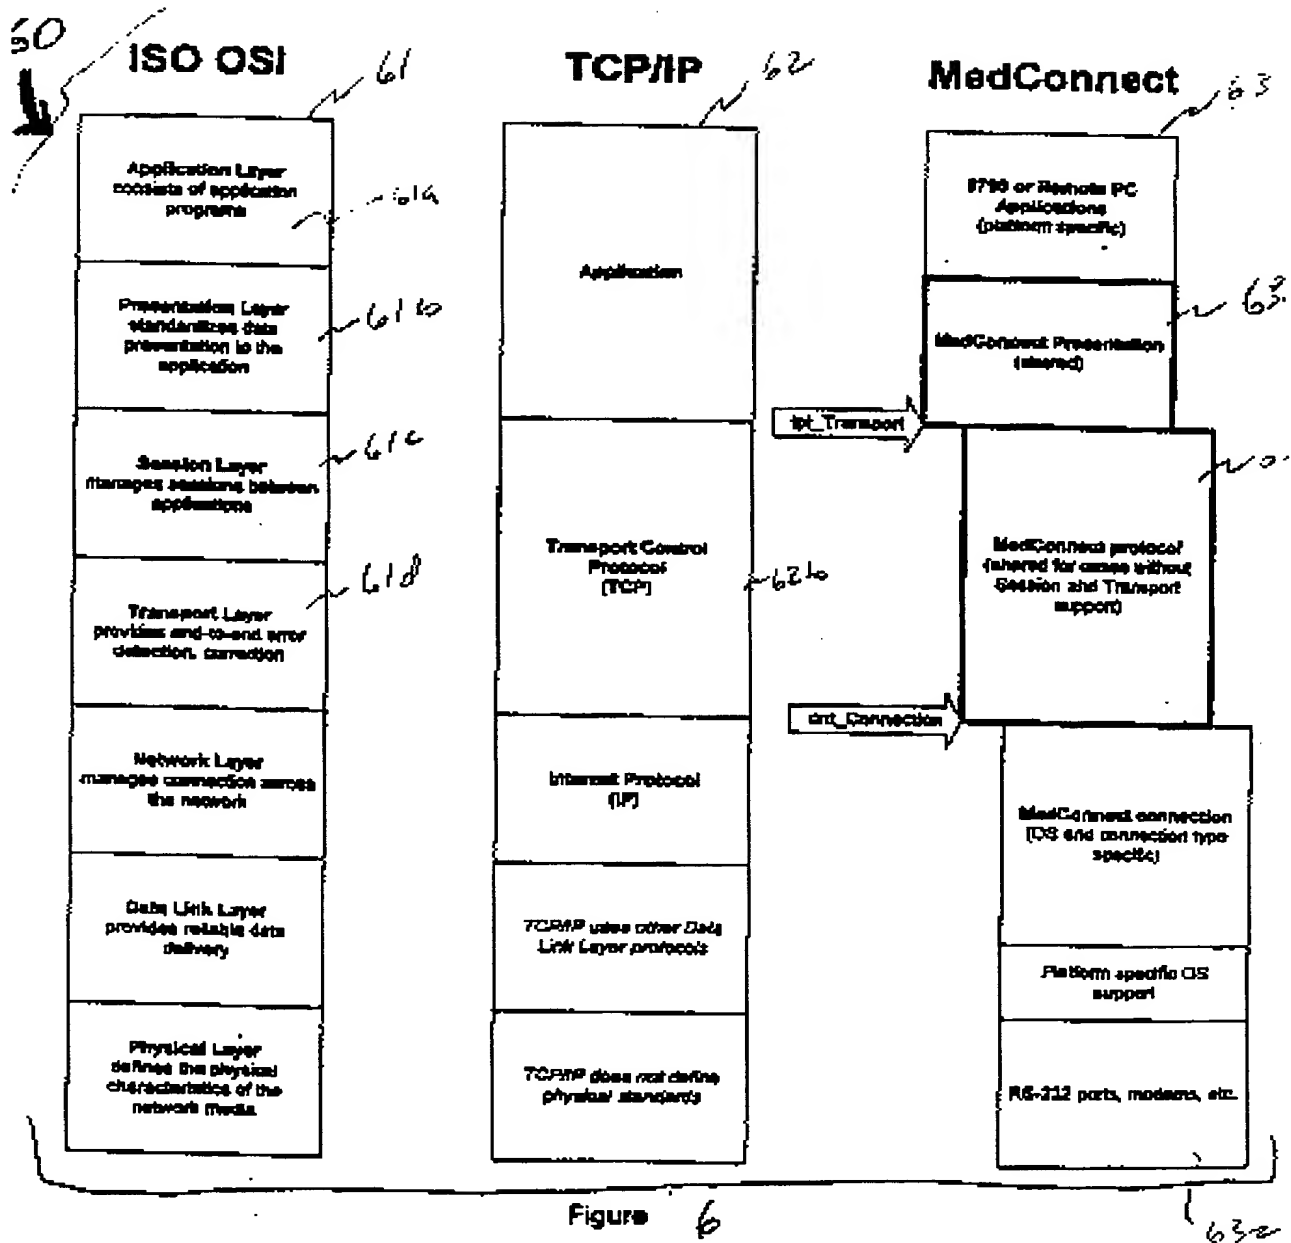 ISO OSI
61
Application Layer
consists of application
programs
61a
Presentation Layer
standardizes data
presentation to the
application
61b
Session Layer
manages sessions between
applications
61c
Transport Layer
provides end-to-end error
detection, correction
61d
Network Layer
manages connection across
the network
Data Link Layer
provides reliable data
delivery
Physical Layer
defines the physical
characteristics of the
network media.
TCP/IP
62
Application
Transport Control
Protocol
[TCP]
62b
Internet Protocol
[IP]
TCP/IP uses other Data
Link Layer protocols
TCP/IP does not define
physical standards
MedConnect
63
or Remote PC
Applications
(platform specific)
63
MedConnect Presentation
(shared)
tpt_Transport
MedConnect protocol
(shared for cases without
Session and Transport
support)
cnt_Connection
MedConnect connection
(OS and connection type
specific)
Platform specific OS
support
ports, modems, etc.
Figure 6